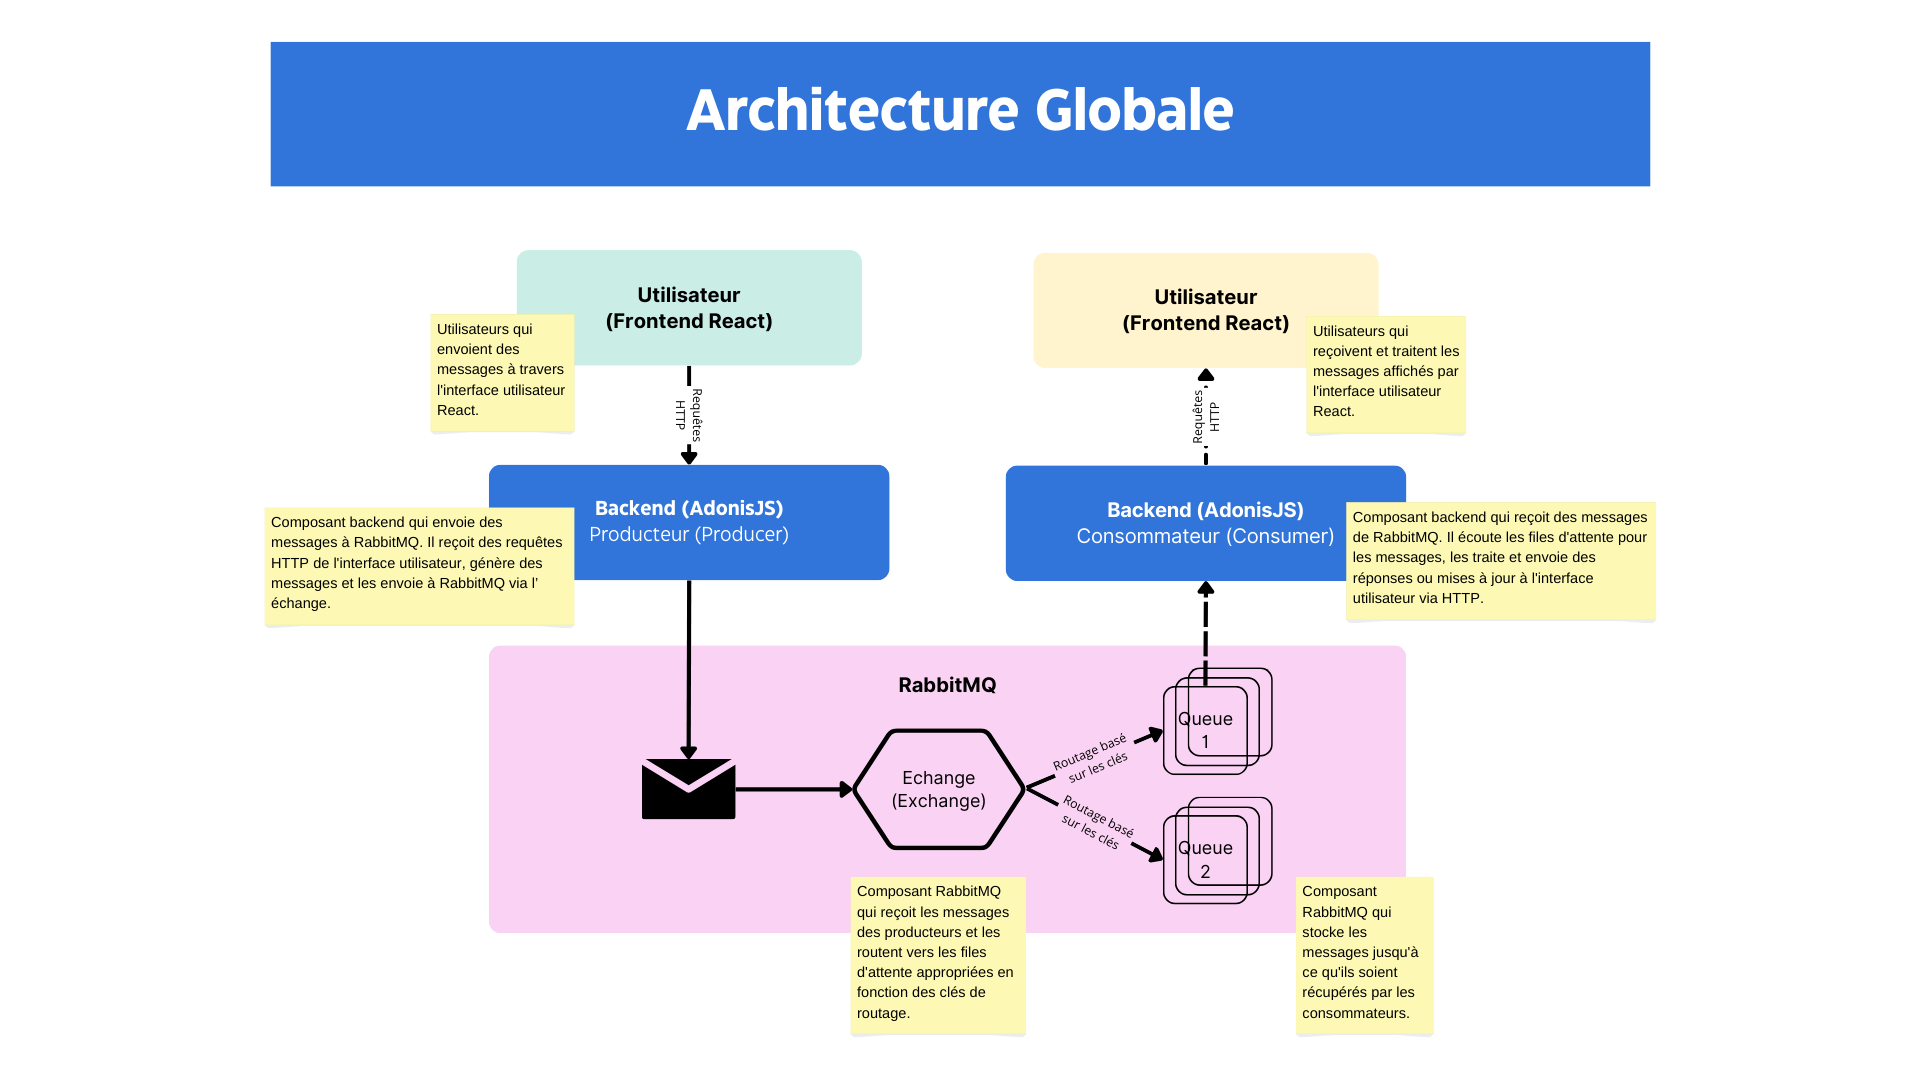 Architecture Globale
Utilisateur
(Frontend React)
Utilisateurs qui
envoient des
messages à travers
l'interface utilisateur
React.
Utilisateur
(Frontend React)
Utilisateurs qui
reçoivent et traitent les
messages affichés par
l'interface utilisateur
React.
Requêtes
HTTP
Requêtes
HTTP
Backend (AdonisJS)
Producteur (Producer)
Composant backend qui envoie des
messages à RabbitMQ. Il reçoit des requêtes
HTTP de l'interface utilisateur, génère des
messages et les envoie à RabbitMQ via l'
échange.
Backend (AdonisJS)
Consommateur (Consumer)
Composant backend qui reçoit des messages
de RabbitMQ. Il écoute les files d'attente pour
les messages, les traite et envoie des
réponses ou mises à jour à l'interface
utilisateur via HTTP.
RabbitMQ
Echange
(Exchange)
Routage basé
sur les clés
Routage basé
sur les clés
Queue
1
Queue
2
Composant RabbitMQ
qui reçoit les messages
des producteurs et les
routent vers les files
d'attente appropriées en
fonction des clés de
routage.
Composant
RabbitMQ qui
stocke les
messages jusqu'à
ce qu'ils soient
récupérés par les
consommateurs.